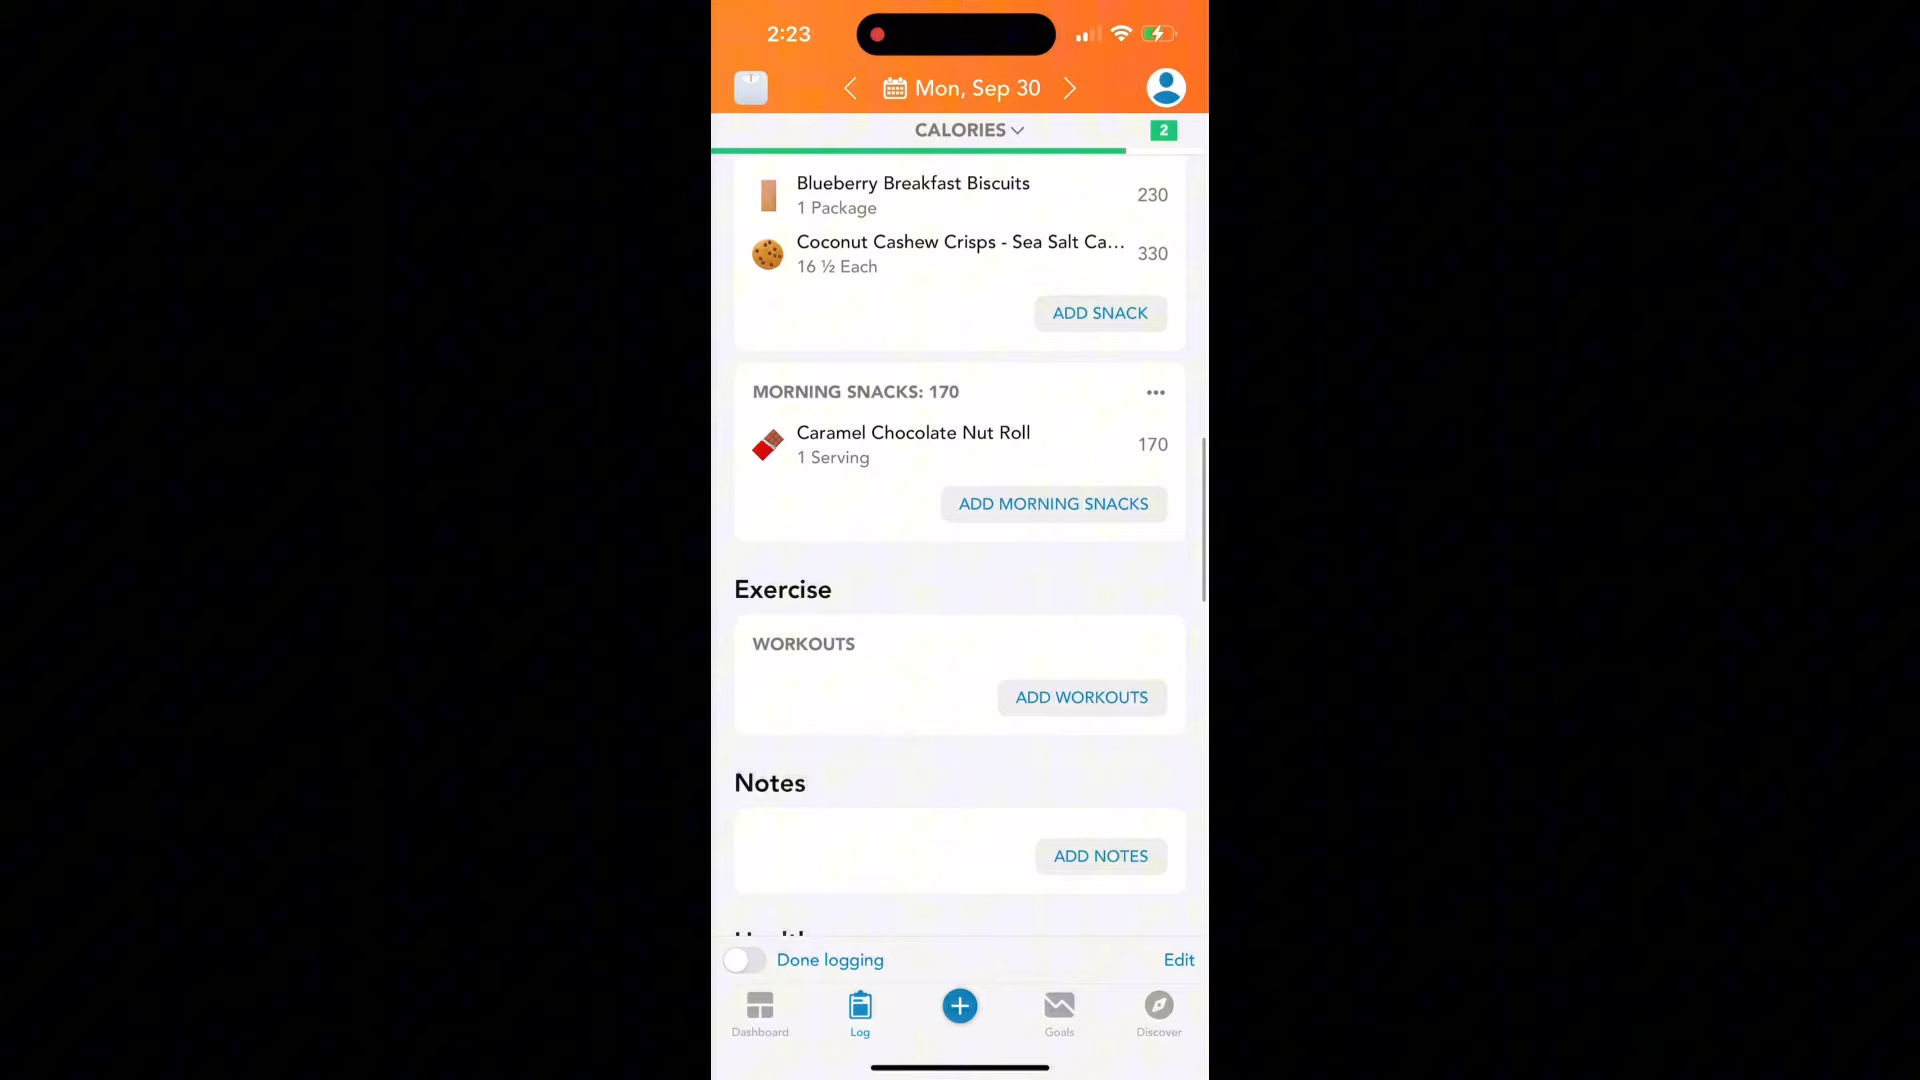 2:23
Mon, Sep 30
CALORIES
2
Blueberry Breakfast Biscuits
230
1 Package
Coconut Cashew Crisps - Sea Salt Ca...
330
16 ½ Each
ADD SNACK
MORNING SNACKS: 170
Caramel Chocolate Nut Roll
170
1 Serving
ADD MORNING SNACKS
Exercise
WORKOUTS
ADD WORKOUTS
Notes
ADD NOTES
Done logging
Edit
Dashboard
Log
Goals
Discover